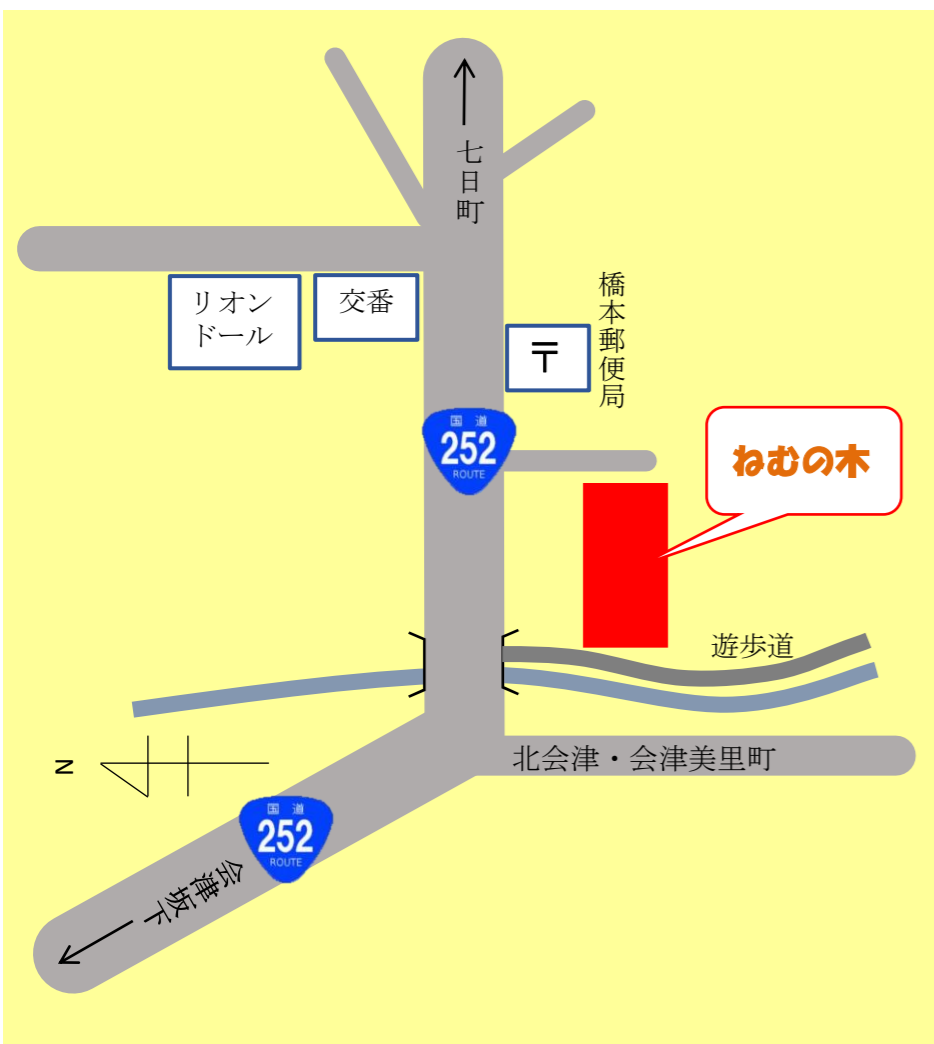 七日町
リオン
ドール
交番
橋本郵便局
〒
国道
252
ROUTE
ねむの木
遊歩道
北会津・会津美里町
N
国道
252
ROUTE
会津坂下